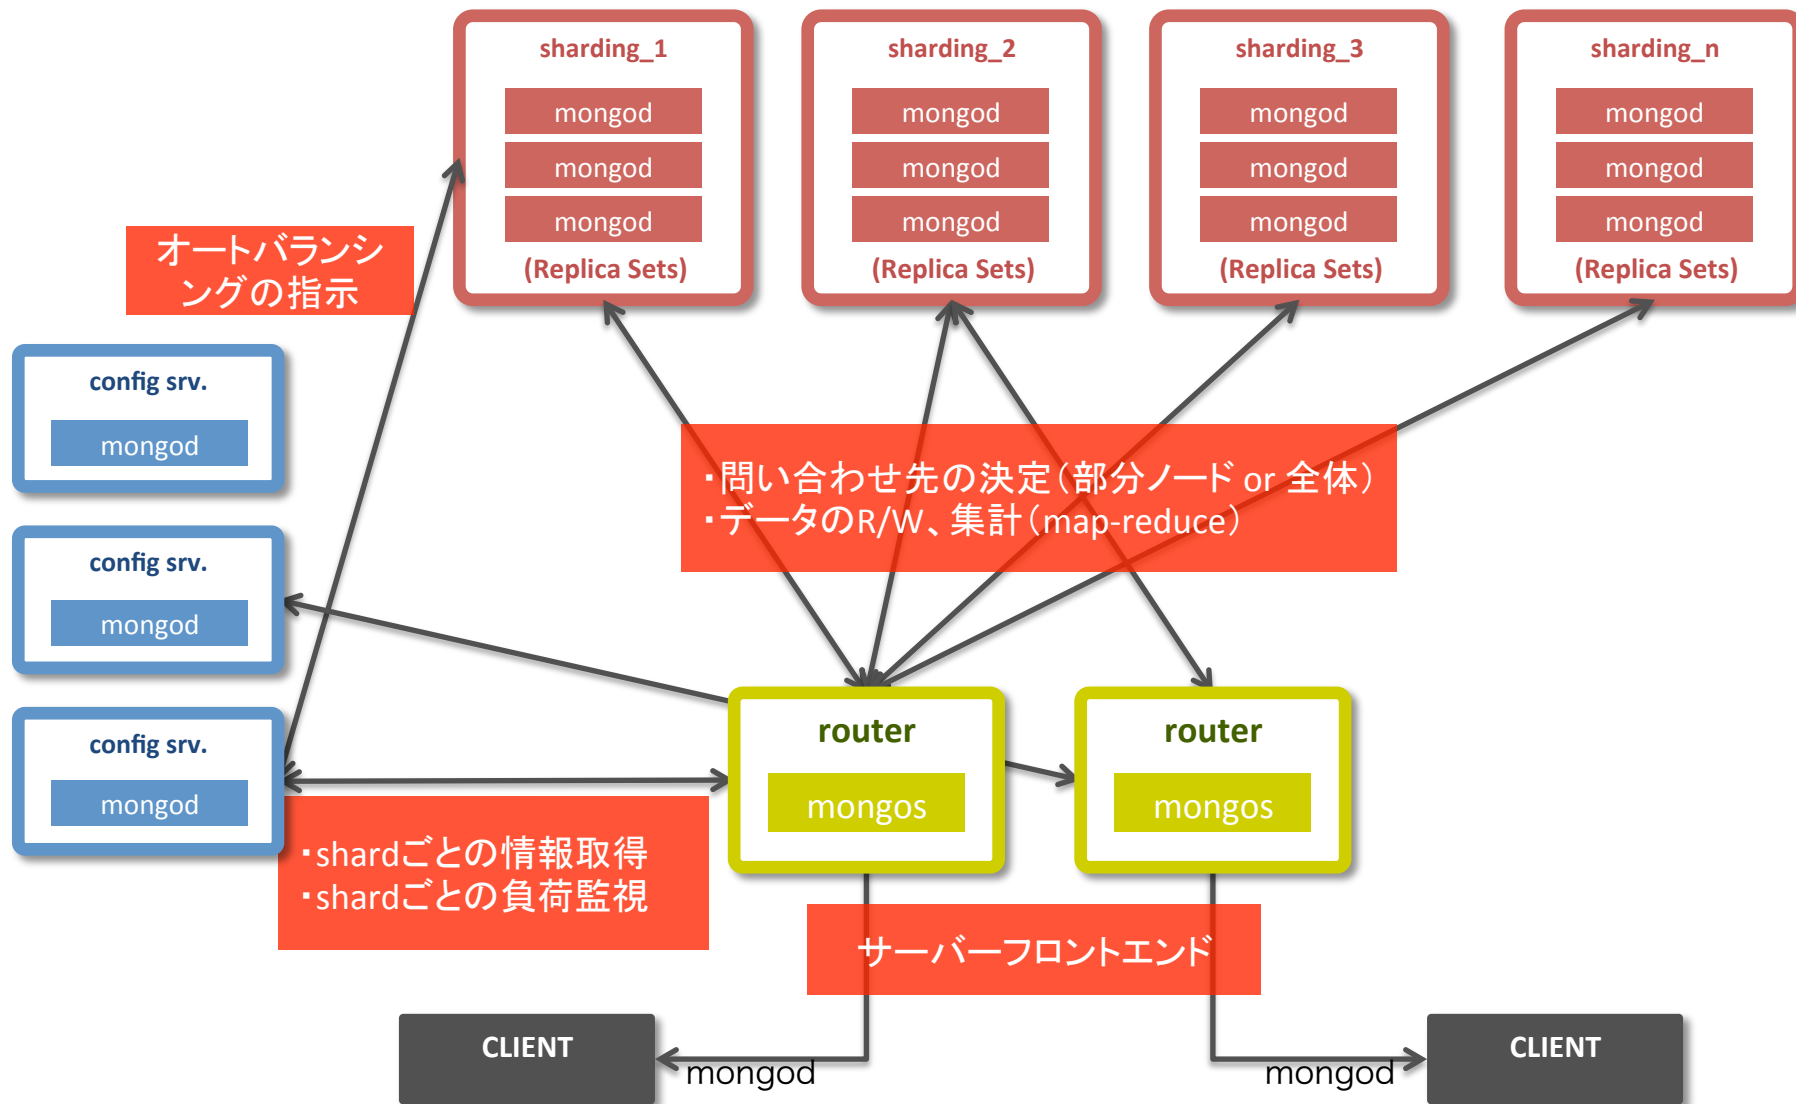 sharding_1
mongod
mongod
mongod
(Replica Sets)
sharding_2
mongod
mongod
mongod
(Replica Sets)
sharding_3
mongod
mongod
mongod
(Replica Sets)
sharding_n
mongod
mongod
mongod
(Replica Sets)
オートバランシ
ングの指示
config srv.
mongod
config srv.
mongod
config srv.
mongod
・問い合わせ先の決定（部分ノード or 全体）
・データのR/W、集計（map-reduce）
router
mongos
router
mongos
・shardごとの情報取得
・shardごとの負荷監視
サーバーフロントエンド
CLIENT
mongod
mongod
CLIENT